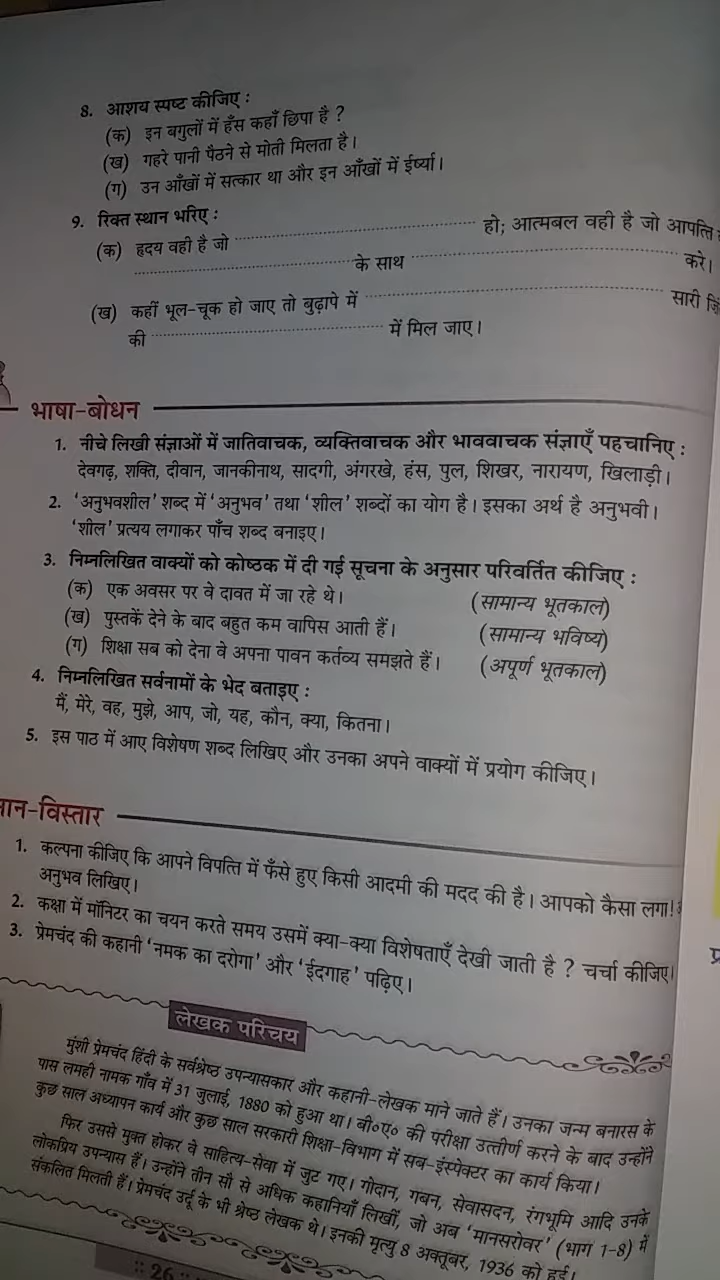 8. आशय स्पष्ट कीजिए :
(क) इन बगुलों में हँस कहाँ छिपा है ?
(ख) गहरे पानी पैठने से मोती मिलता है।
(ग) उन आँखों में सत्कार था और इन आँखों में ईर्ष्या।
9. रिक्त स्थान भरिए :
(क) हृदय वही है जो ........................ हो; आत्मबल वही है जो आपत्ति
........................ के साथ ........................ करे।
(ख) कहीं भूल-चूक हो जाए तो बुढ़ापे में ........................ सारी
की ........................ में मिल जाए।
भाषा-बोधन
1. नीचे लिखी संज्ञाओं में जातिवाचक, व्यक्तिवाचक और भाववाचक संज्ञाएँ पहचानिए :
देवगढ़, शक्ति, दीवान, जानकीनाथ, सादगी, अंगरखे, हंस, पुल, शिखर, नारायण, खिलाड़ी।
2. ‘अनुभवशील’ शब्द में ‘अनुभव’ तथा ‘शील’ शब्दों का योग है। इसका अर्थ है अनुभवी।
‘शील’ प्रत्यय लगाकर पाँच शब्द बनाइए।
3. निम्नलिखित वाक्यों को कोष्ठक में दी गई सूचना के अनुसार परिवर्तित कीजिए :
(क) एक अवसर पर वे दावत में जा रहे थे। (सामान्य भूतकाल)
(ख) पुस्तकें देने के बाद बहुत कम वापिस आती हैं। (सामान्य भविष्य)
(ग) शिक्षा सब को देना वे अपना पावन कर्तव्य समझते हैं। (अपूर्ण भूतकाल)
4. निम्नलिखित सर्वनामों के भेद बताइए :
मैं, मेरे, वह, मुझे, आप, जो, यह, कौन, क्या, कितना।
5. इस पाठ में आए विशेषण शब्द लिखिए और उनका अपने वाक्यों में प्रयोग कीजिए।
ान-विस्तार
1. कल्पना कीजिए कि आपने विपत्ति में फँसे हुए किसी आदमी की मदद की है। आपको कैसा लगा!
अनुभव लिखिए।
2. कक्षा में मॉनिटर का चयन करते समय उसमें क्या-क्या विशेषताएँ देखी जाती है ? चर्चा कीजिए।
3. प्रेमचंद की कहानी ‘नमक का दरोगा’ और ‘ईदगाह’ पढ़िए।
लेखक परिचय
मुंशी प्रेमचंद हिंदी के सर्वश्रेष्ठ उपन्यासकार और कहानी-लेखक माने जाते हैं। उनका जन्म बनारस के
पास लमही नामक गाँव में 31 जुलाई, 1880 को हुआ था। बी०ए० की परीक्षा उत्तीर्ण करने के बाद उन्होंने
कुछ साल अध्यापन कार्य और कुछ साल सरकारी शिक्षा-विभाग में सब-इंस्पेक्टर का कार्य किया।
फिर उससे मुक्त होकर वे साहित्य-सेवा में जुट गए। गोदान, गबन, सेवासदन, रंगभूमि आदि उनके
लोकप्रिय उपन्यास हैं। उन्होंने तीन सौ से अधिक कहानियाँ लिखीं, जो अब ‘मानसरोवर’ (भाग 1-8) में
संकलित मिलती हैं। प्रेमचंद उर्दू के भी श्रेष्ठ लेखक थे। इनकी मृत्यु 8 अक्तूबर, 1936 को हुई।
26